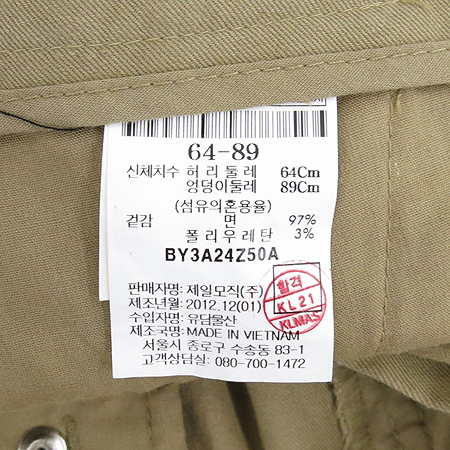 64-89
신체치수 허리둘레 64Cm
엉덩이둘레 89Cm
(섬유의혼용율)
겉감 면 97%
폴리우레탄 3%
BY3A24Z50A
판매자명: 제일모직(주)
제조년월: 2012.12(01)
수입자명: 유담물산
제조국명: MADE IN VIETNAM
서울시 종로구 수송동 83-1
고객상담실: 080-700-1472
합격
KL21
KLMAS